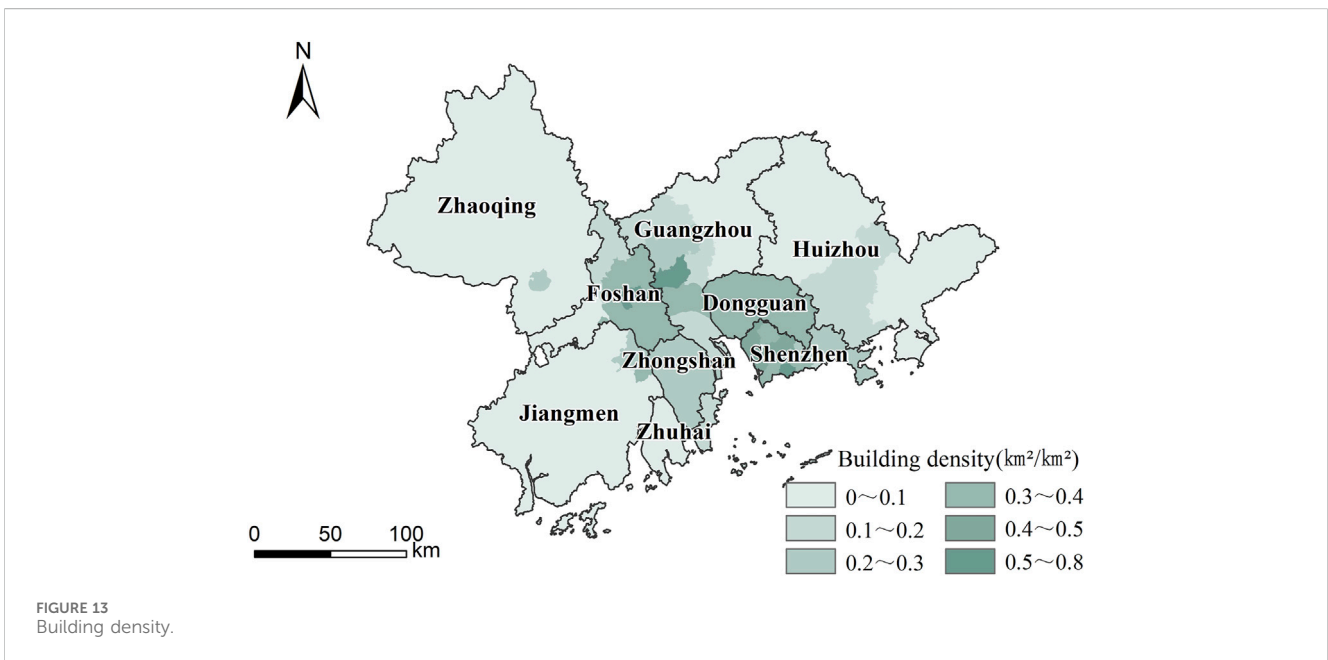 N
Zhaoqing
Guangzhou
Huizhou
Foshan
Dongguan
Zhongshan
Shenzhen
Jiangmen
Zhuhai
Building density(㎢/㎢)
0～0.1
0.3～0.4
0.1～0.2
0.4～0.5
0.2～0.3
0.5～0.8
0 50 100
km
FIGURE 13
Building density.